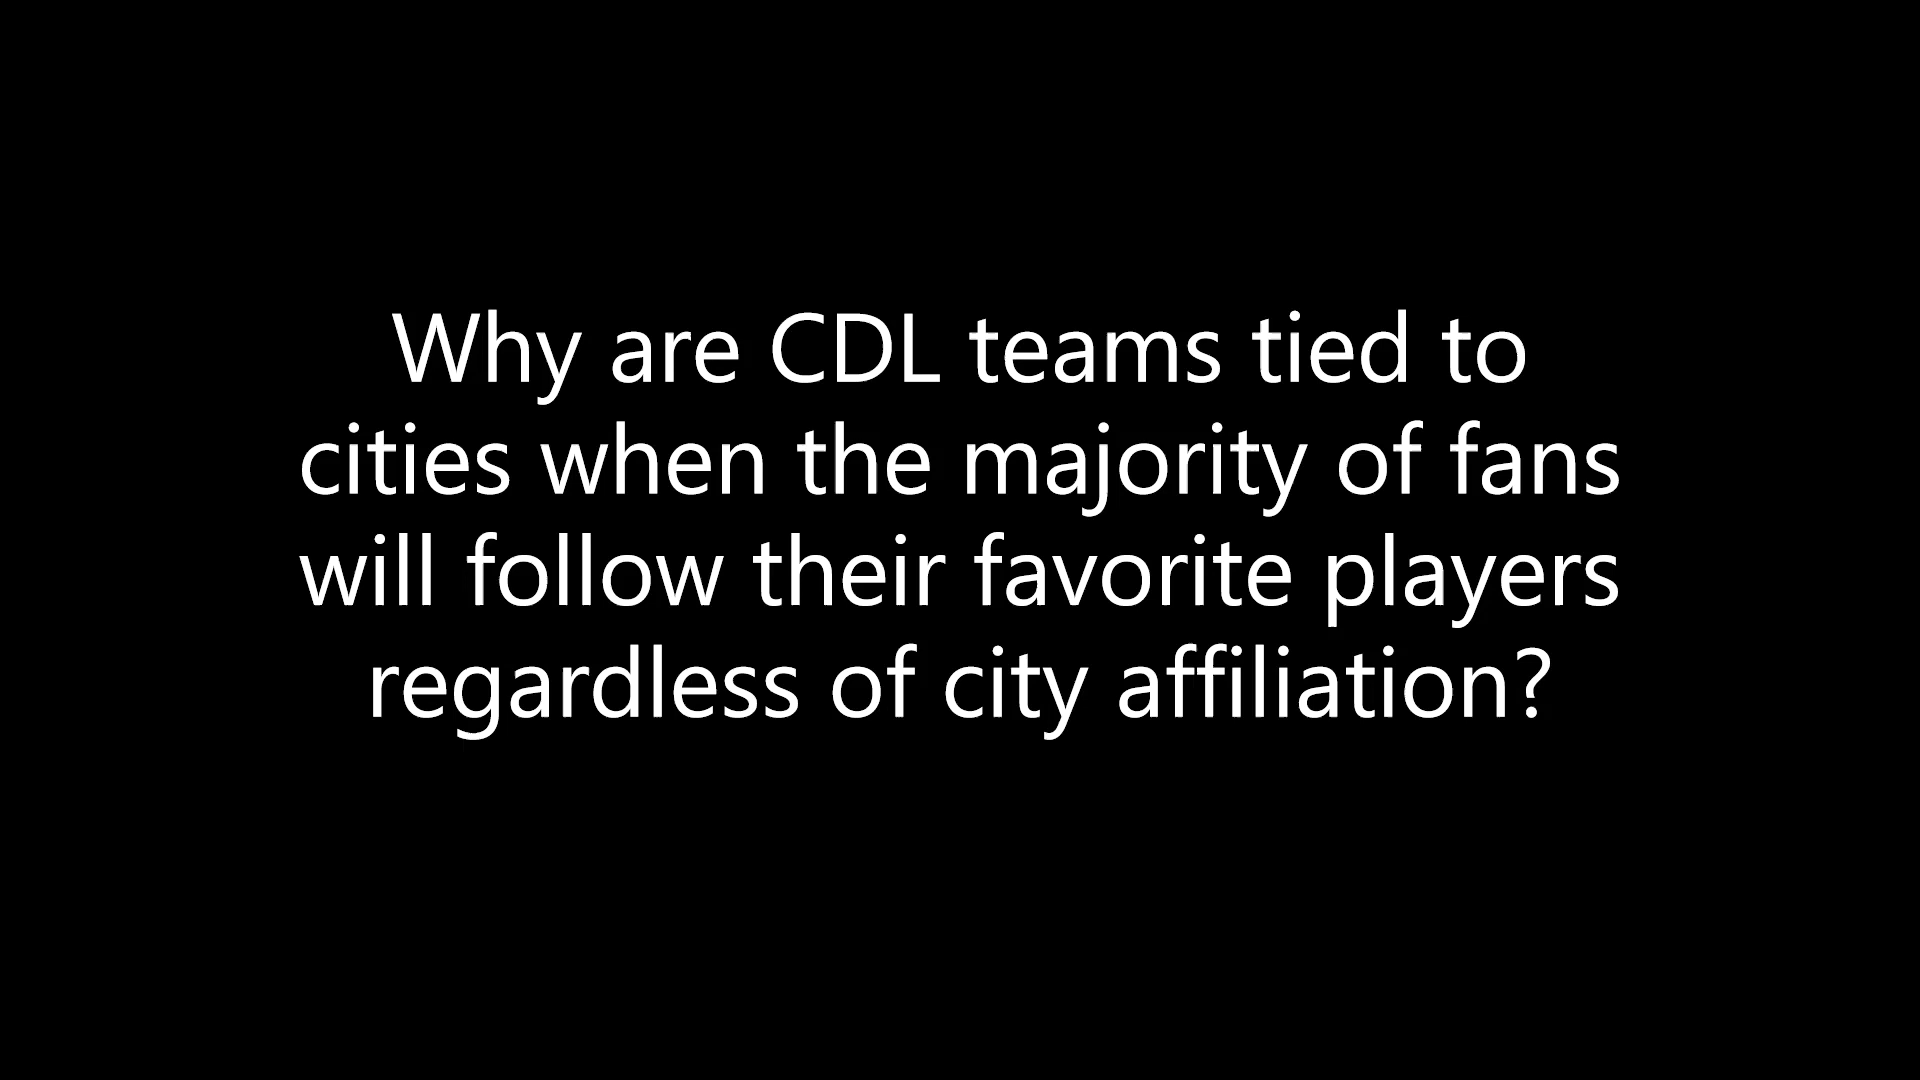 Why are CDL teams tied to
cities when the majority of fans
will follow their favorite players
regardless of city affiliation?